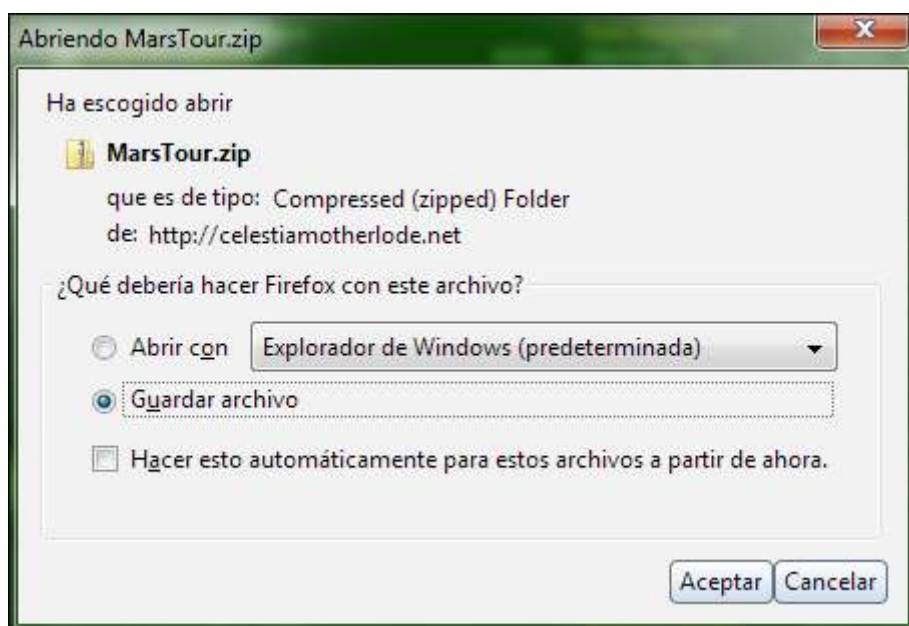 Abriendo MarsTour.zip
Ha escogido abrir
MarsTour.zip
que es de tipo: Compressed (zipped) Folder
de: http://celestiamotherlode.net
¿Qué debería hacer Firefox con este archivo?
Abrir con Explorador de Windows (predeterminada)
Guardar archivo
Hacer esto automáticamente para estos archivos a partir de ahora.
Aceptar Cancelar